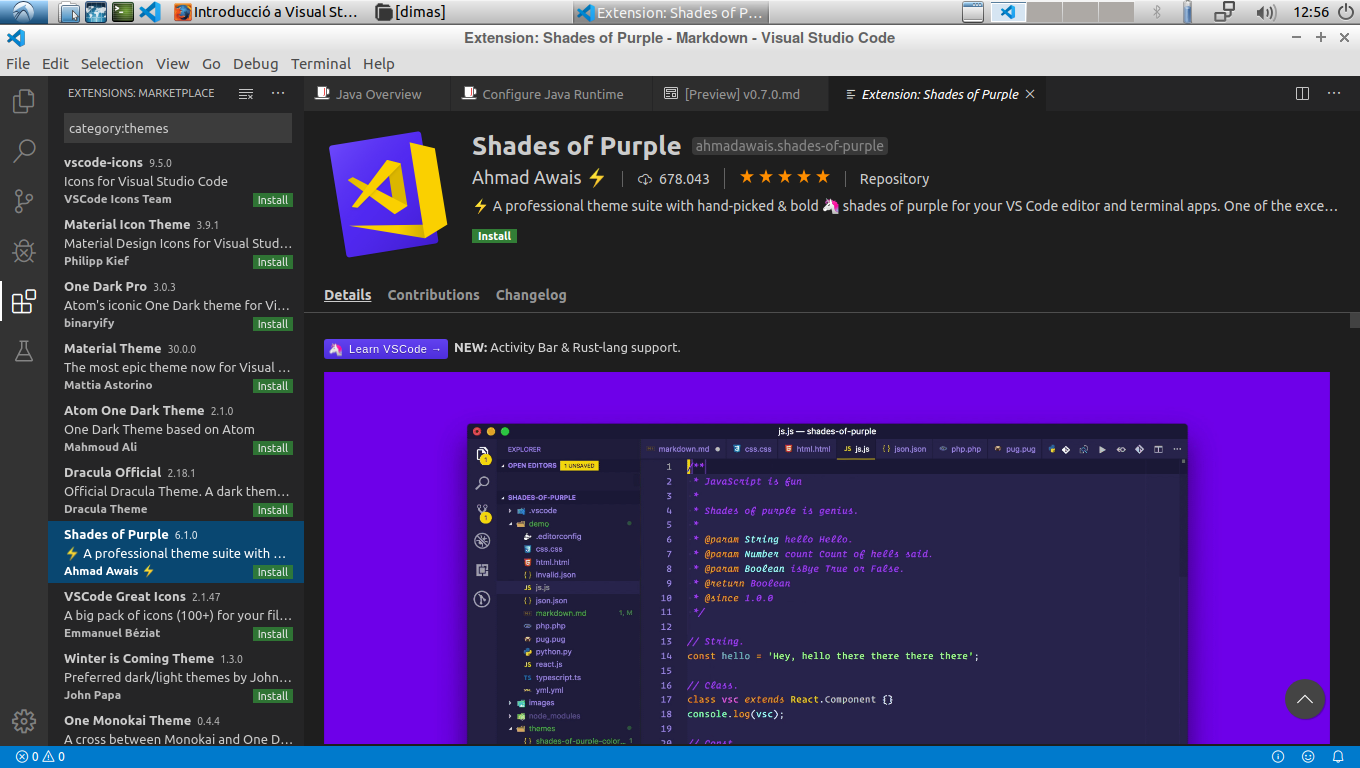 Introducció a Visual St...
[dimas]
Extension: Shades of P...
12:56
Extension: Shades of Purple - Markdown - Visual Studio Code
File Edit Selection View Go Debug Terminal Help
EXTENSIONS: MARKETPLACE
category:themes
vscode-icons 9.5.0
Icons for Visual Studio Code
VSCode Icons Team Install
Material Icon Theme 3.9.1
Material Design Icons for Visual Stud...
Philipp Kief Install
One Dark Pro 3.0.3
Atom's iconic One Dark theme for Vi...
binaryify Install
Material Theme 30.0.0
The most epic theme now for Visual ...
Mattia Astorino Install
Atom One Dark Theme 2.1.0
One Dark Theme based on Atom
Mahmoud Ali Install
Dracula Official 2.18.1
Official Dracula Theme. A dark them...
Dracula Theme Install
Shades of Purple 6.1.0
⚡ A professional theme suite with ...
Ahmad Awais ⚡ Install
VSCode Great Icons 2.1.47
A big pack of icons (100+) for your fil...
Emmanuel Béziat Install
Winter is Coming Theme 1.3.0
Preferred dark/light themes by John...
John Papa Install
One Monokai Theme 0.4.4
A cross between Monokai and One D...
Java Overview
Configure Java Runtime
[Preview] v0.7.0.md
Extension: Shades of Purple
Shades of Purple ahmadawais.shades-of-purple
Ahmad Awais ⚡ | 678.043 | ★★★★★ | Repository
⚡ A professional theme suite with hand-picked & bold 🦄 shades of purple for your VS Code editor and terminal apps. One of the exce...
Install
Details Contributions Changelog
🦄 Learn VSCode → NEW: Activity Bar & Rust-lang support.
js.js — shades-of-purple
EXPLORER
OPEN EDITORS 1 UNSAVED
SHADES-OF-PURPLE
.vscode
demo
.editorconfig
css.css
html.html
invalid.json
js.js
json.json
markdown.md 1, M
php.php
pug.pug
python.py
react.js
typescript.ts
yml.yml
images
node_modules
themes
shades-of-purple-color... 1
markdown.md css.css html.html js.js json.json php.php pug.pug
1 /**
2 * JavaScript is fun
3 *
4 * Shades of purple is genius.
5 *
6 * @param String hello Hello.
7 * @param Number count Count of hells said.
8 * @param Boolean isBye True or False.
9 * @return Boolean
10 * @since 1.0.0
11 */
12
13 // String.
14 const hello = 'Hey, hello there there there there';
15
16 // Class.
17 class vsc extends React.Component {}
18 console.log(vsc);
19
20 // Const
0 0